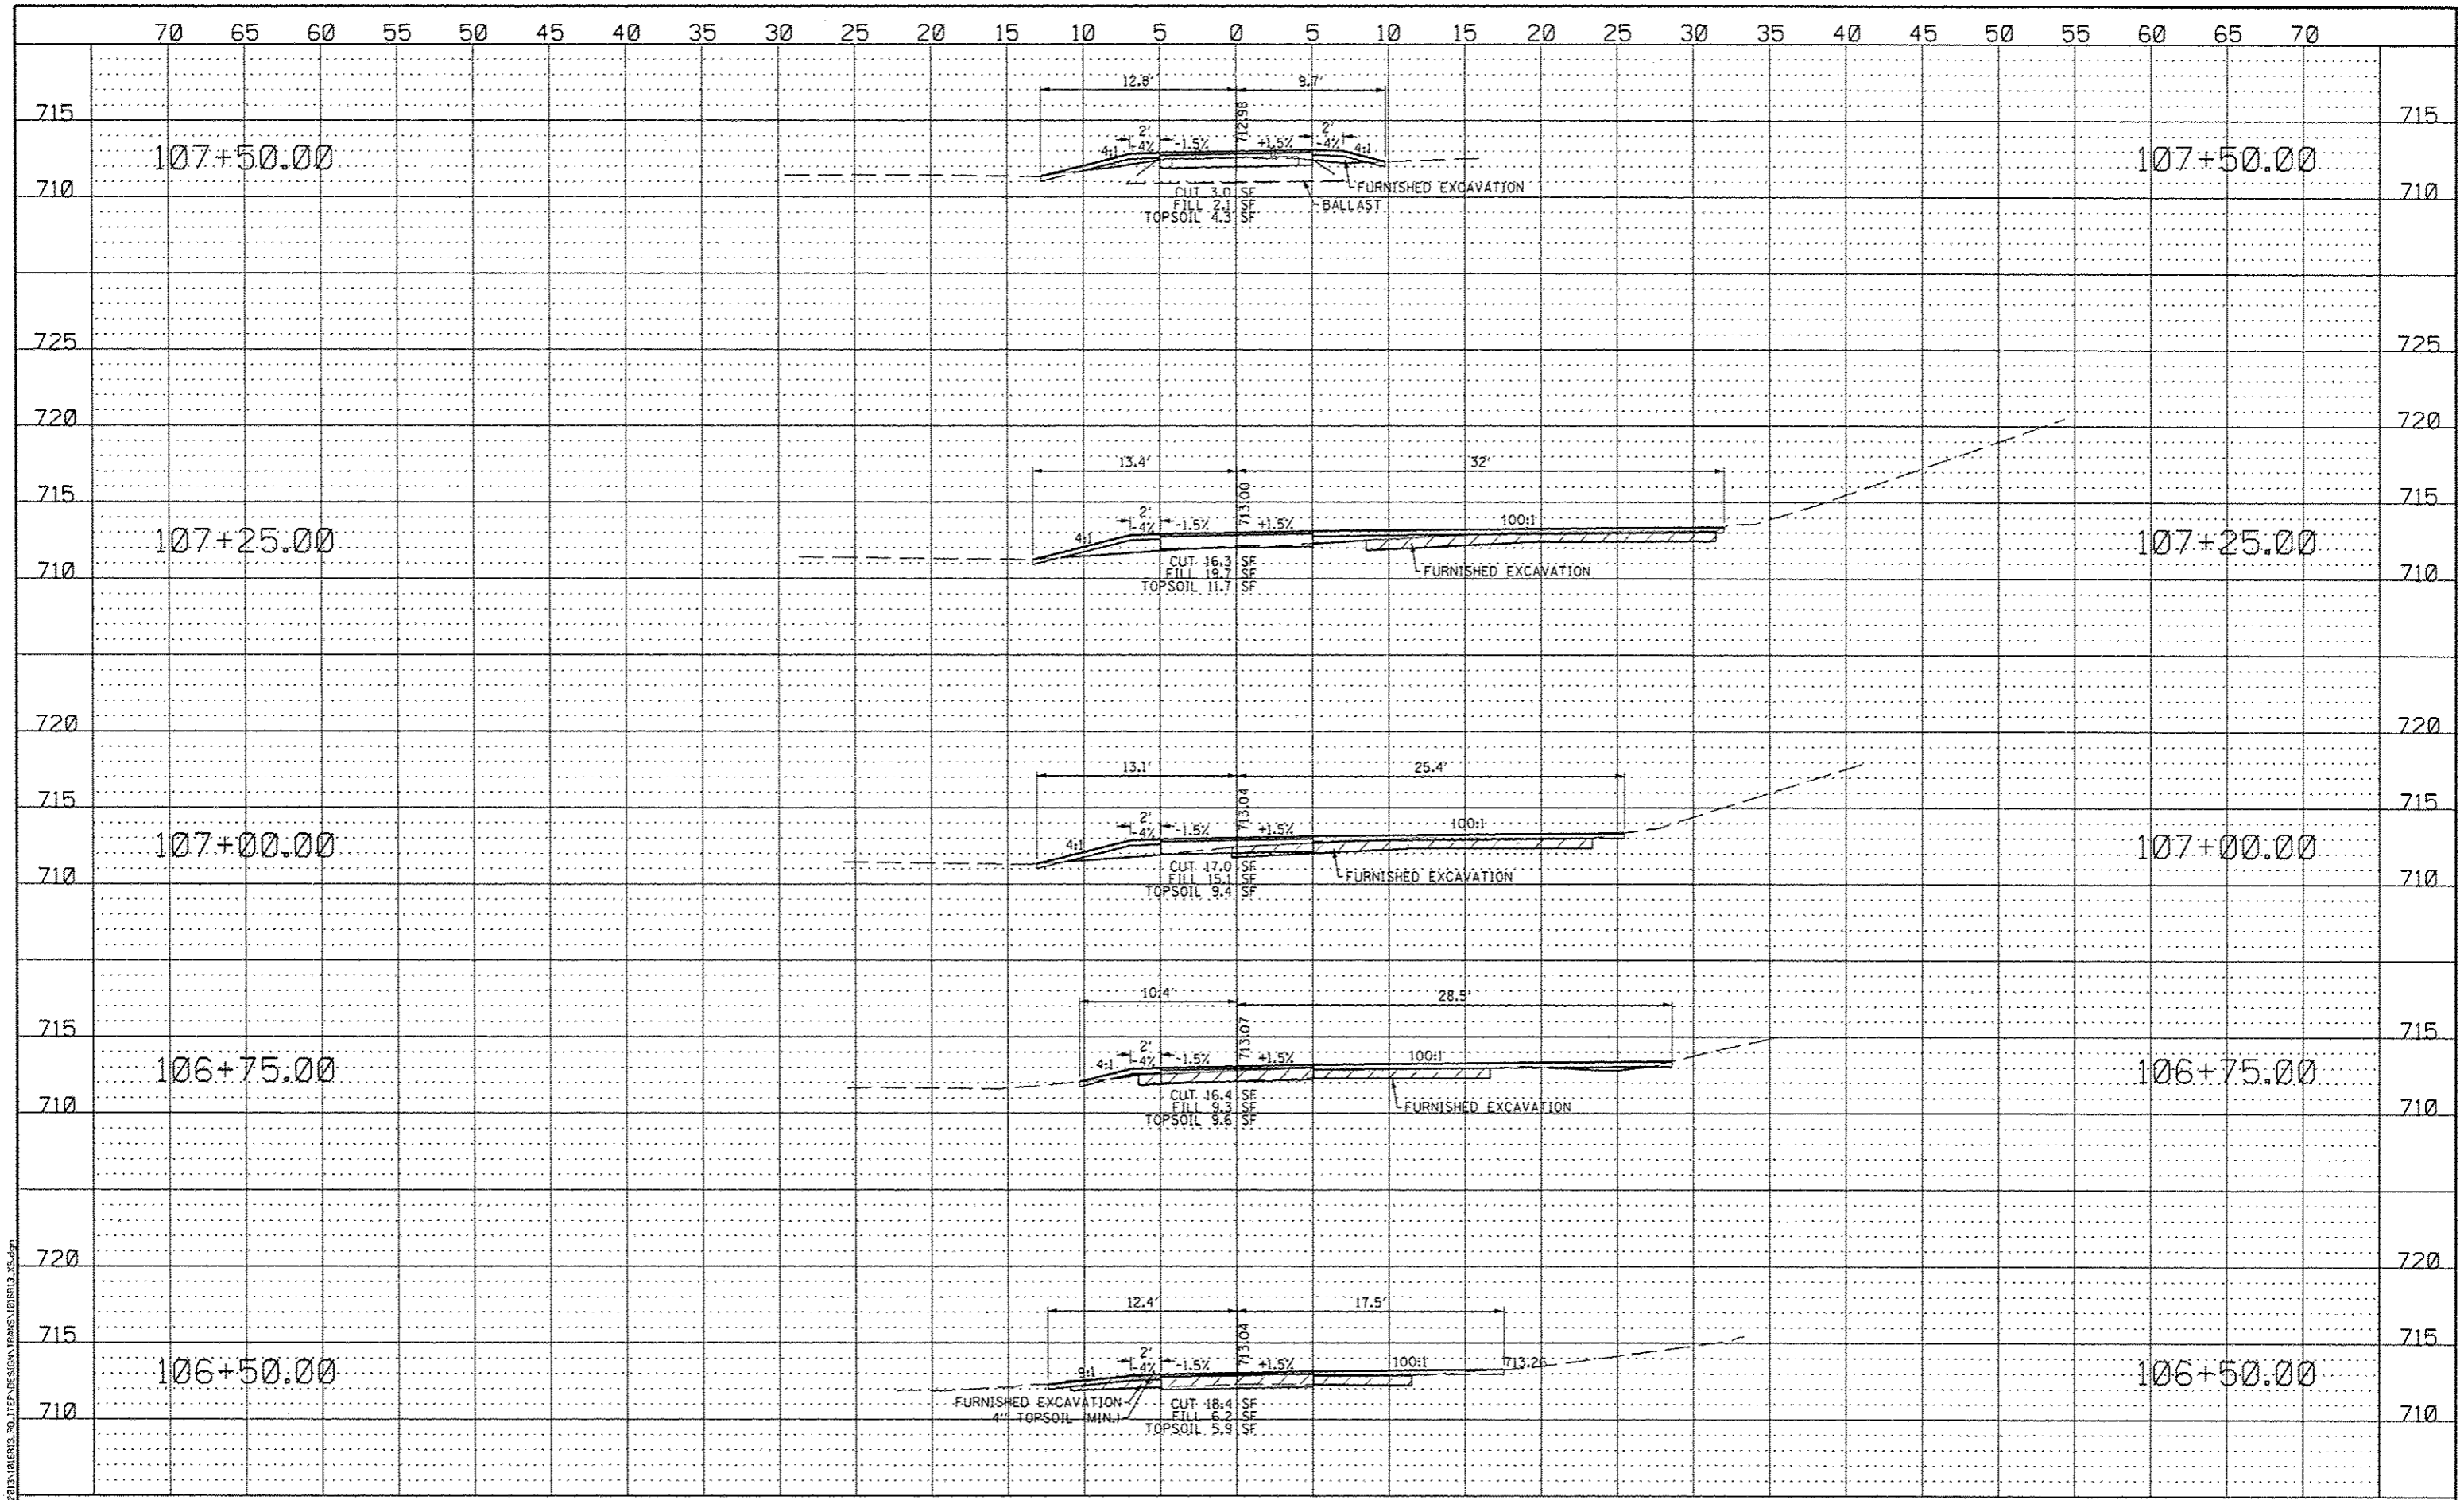 70 65 60 55 50 45 40 35 30 25 20 15 10 5 0 5 10 15 20 25 30 35 40 45 50 55 60 65 70
12.8' 9.7'
712.98
715 715
2' 2'
4:1 -4% -1.5% +1.5% -4% 4:1
107+50.00 107+50.00
710 710
CUT 3.0 SF
FILL 2.1 SF
TOPSOIL 4.3 SF
FURNISHED EXCAVATION
BALLAST
725 725
720 720
13.4' 32'
713.00
715 715
2'
4:1 -4% -1.5% +1.5% 100:1
107+25.00 107+25.00
710 710
CUT 16.3 SF
FILL 19.7 SF
TOPSOIL 11.7 SF
FURNISHED EXCAVATION
720 720
13.1' 25.4'
713.04
715 715
2'
4:1 -4% -1.5% +1.5% 100:1
107+00.00 107+00.00
710 710
CUT 17.0 SF
FILL 15.1 SF
TOPSOIL 9.4 SF
FURNISHED EXCAVATION
10.4' 28.5'
713.07
715 715
2'
4:1 -4% -1.5% +1.5% 100:1
106+75.00 106+75.00
710 710
CUT 16.4 SF
FILL 9.3 SF
TOPSOIL 9.6 SF
FURNISHED EXCAVATION
720 720
12.4' 17.5'
713.04
715 715
2'
9:1 -4% -1.5% +1.5% 100:1 713.26
106+50.00 106+50.00
710 710
FURNISHED EXCAVATION
4" TOPSOIL (MIN.)
CUT 18.4 SF
FILL 6.2 SF
TOPSOIL 5.9 SF